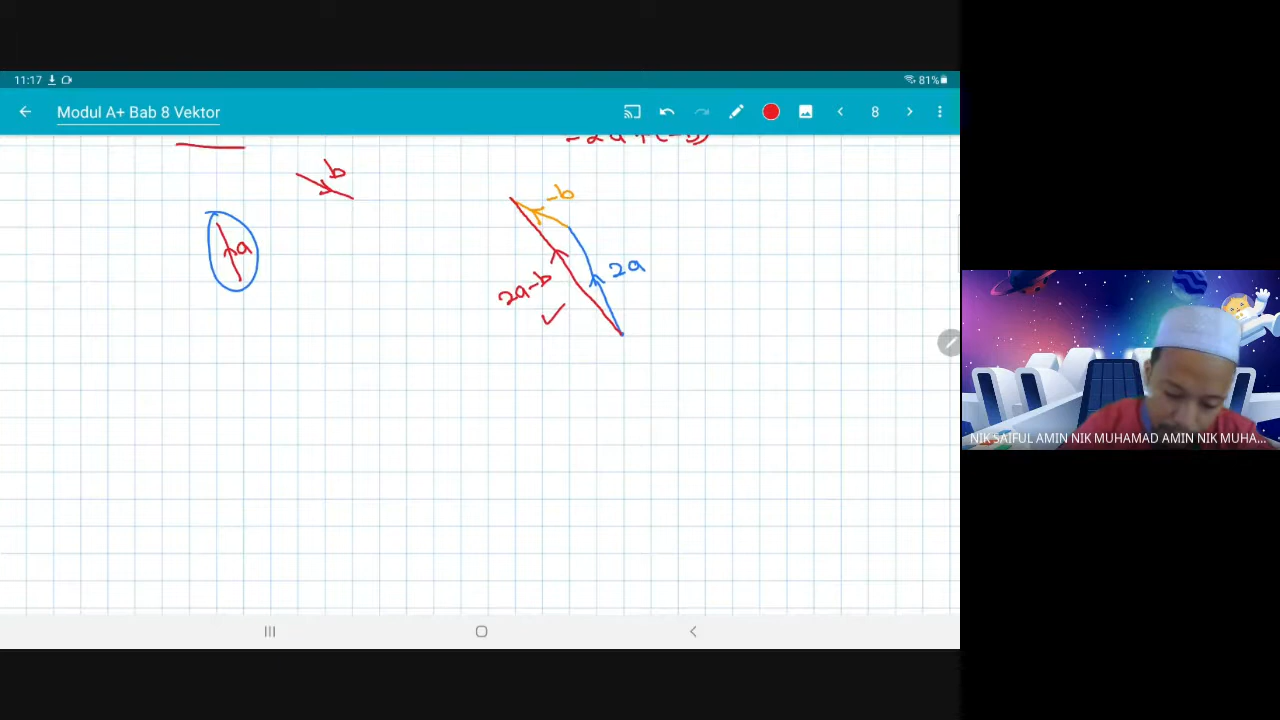 11:17
81%
Modul A+ Bab 8 Vektor
8
b
-b
a
2a
2a-b
NIK SAIFUL AMIN NIK MUHAMAD AMIN NIK MUHA...